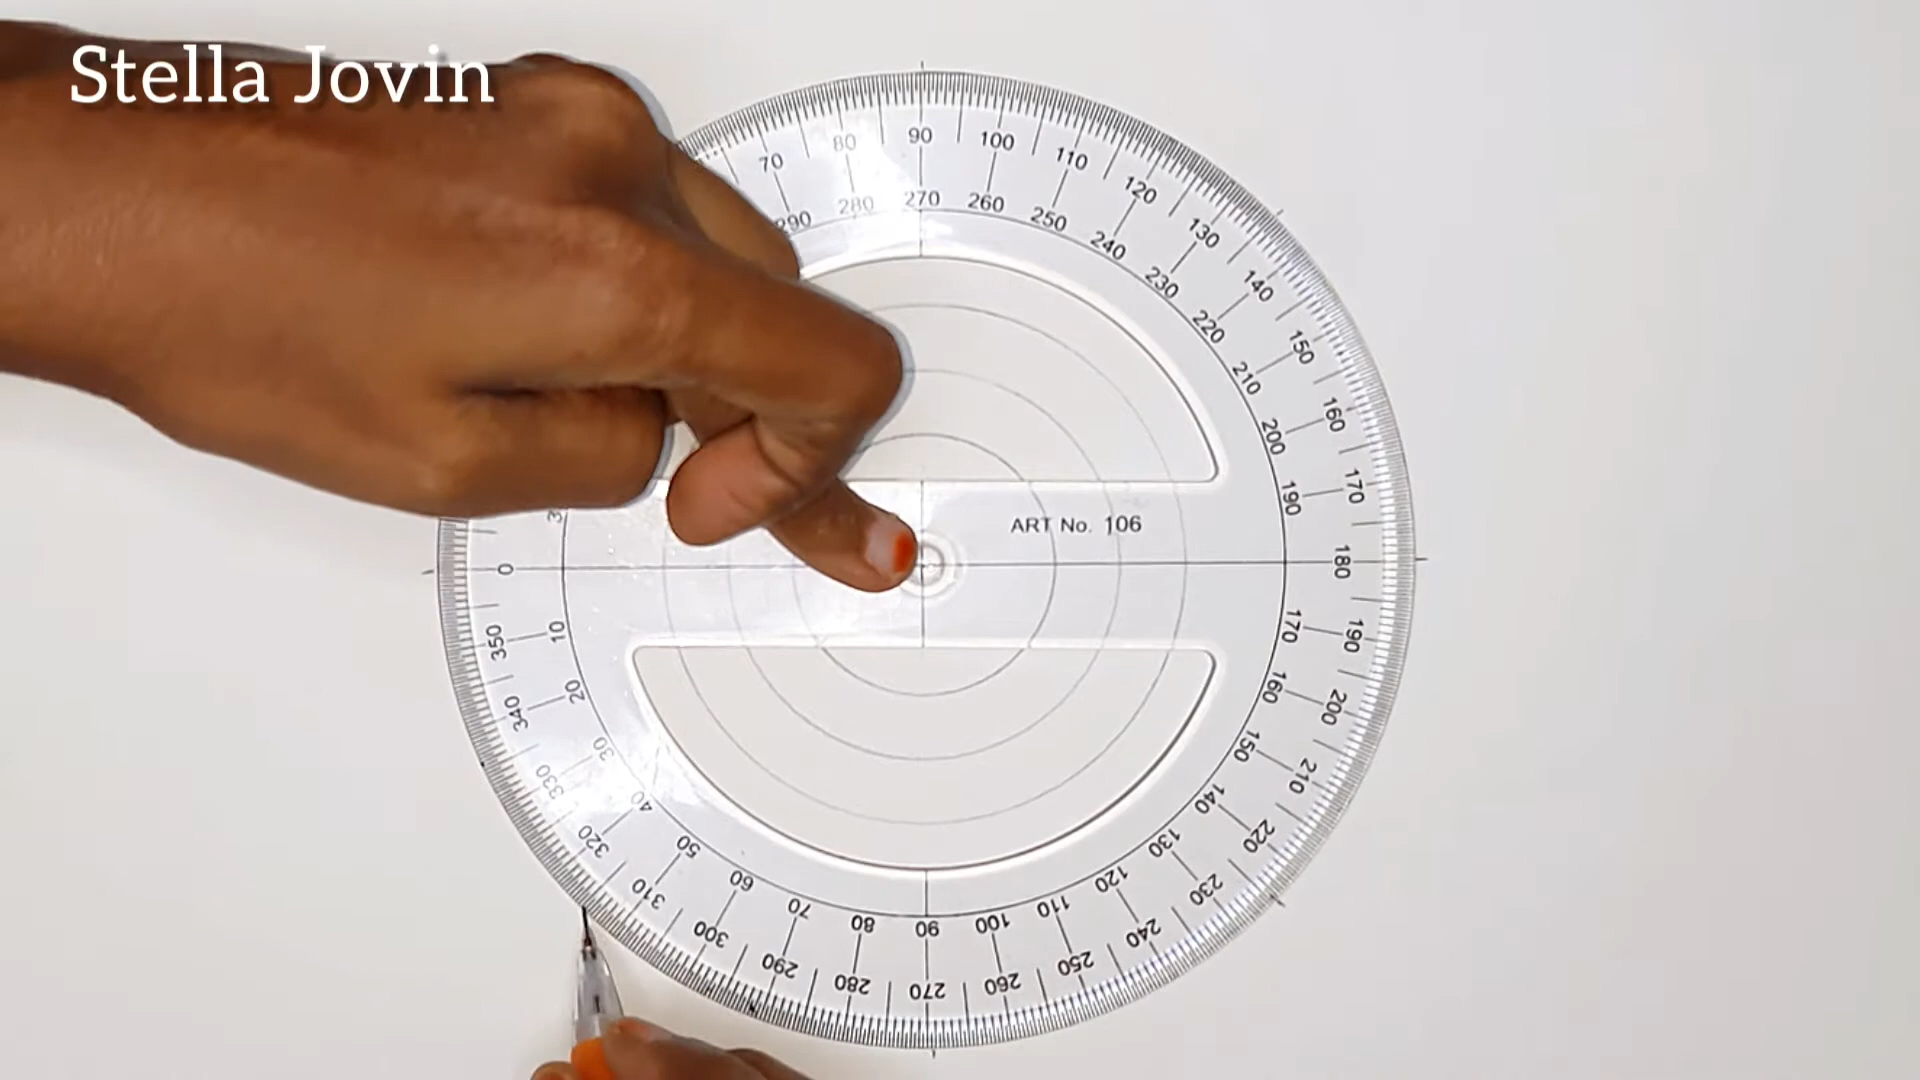 Stella Jovin
70 80 90 100 110 120 130 140 150 160 170 180 190 200 210 220 230 240 250 260 270 280 290 300 310 320 330 340 350 0
290 280 270 260 250 240 230 220 210 200 190
170 160 150 140 130 120 110 100 90 80 70 60 50 40 30 20 10
ART No. 106